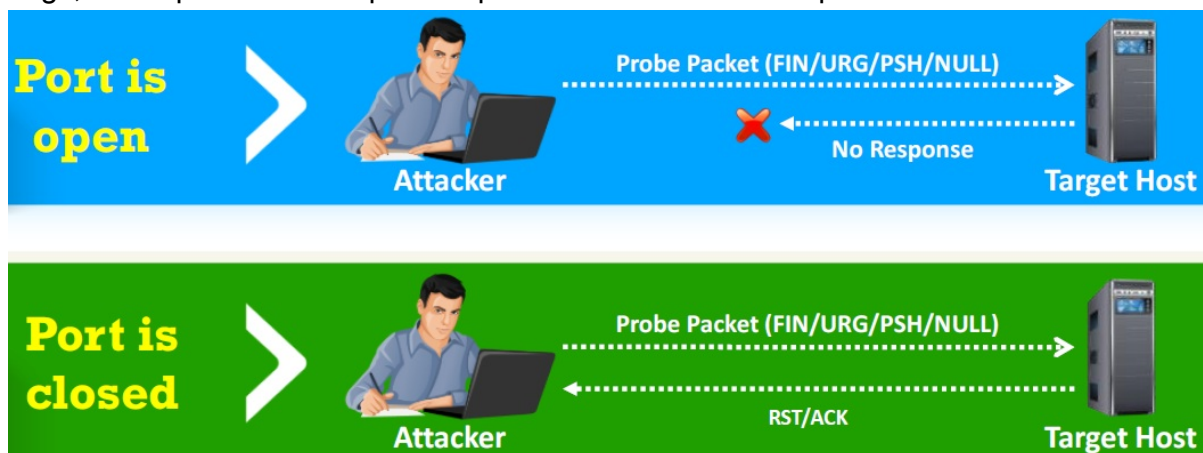 Port is
open
Probe Packet (FIN/URG/PSH/NULL)
No Response
Attacker
Target Host
Port is
closed
Probe Packet (FIN/URG/PSH/NULL)
RST/ACK
Attacker
Target Host